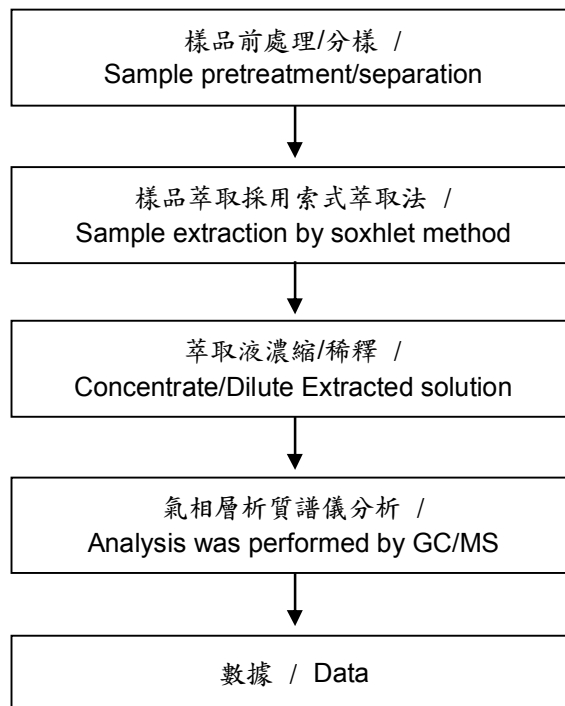 樣品前處理/分樣 /
Sample pretreatment/separation
樣品萃取採用索式萃取法 /
Sample extraction by soxhlet method
萃取液濃縮/稀釋 /
Concentrate/Dilute Extracted solution
氣相層析質譜儀分析 /
Analysis was performed by GC/MS
數據 / Data